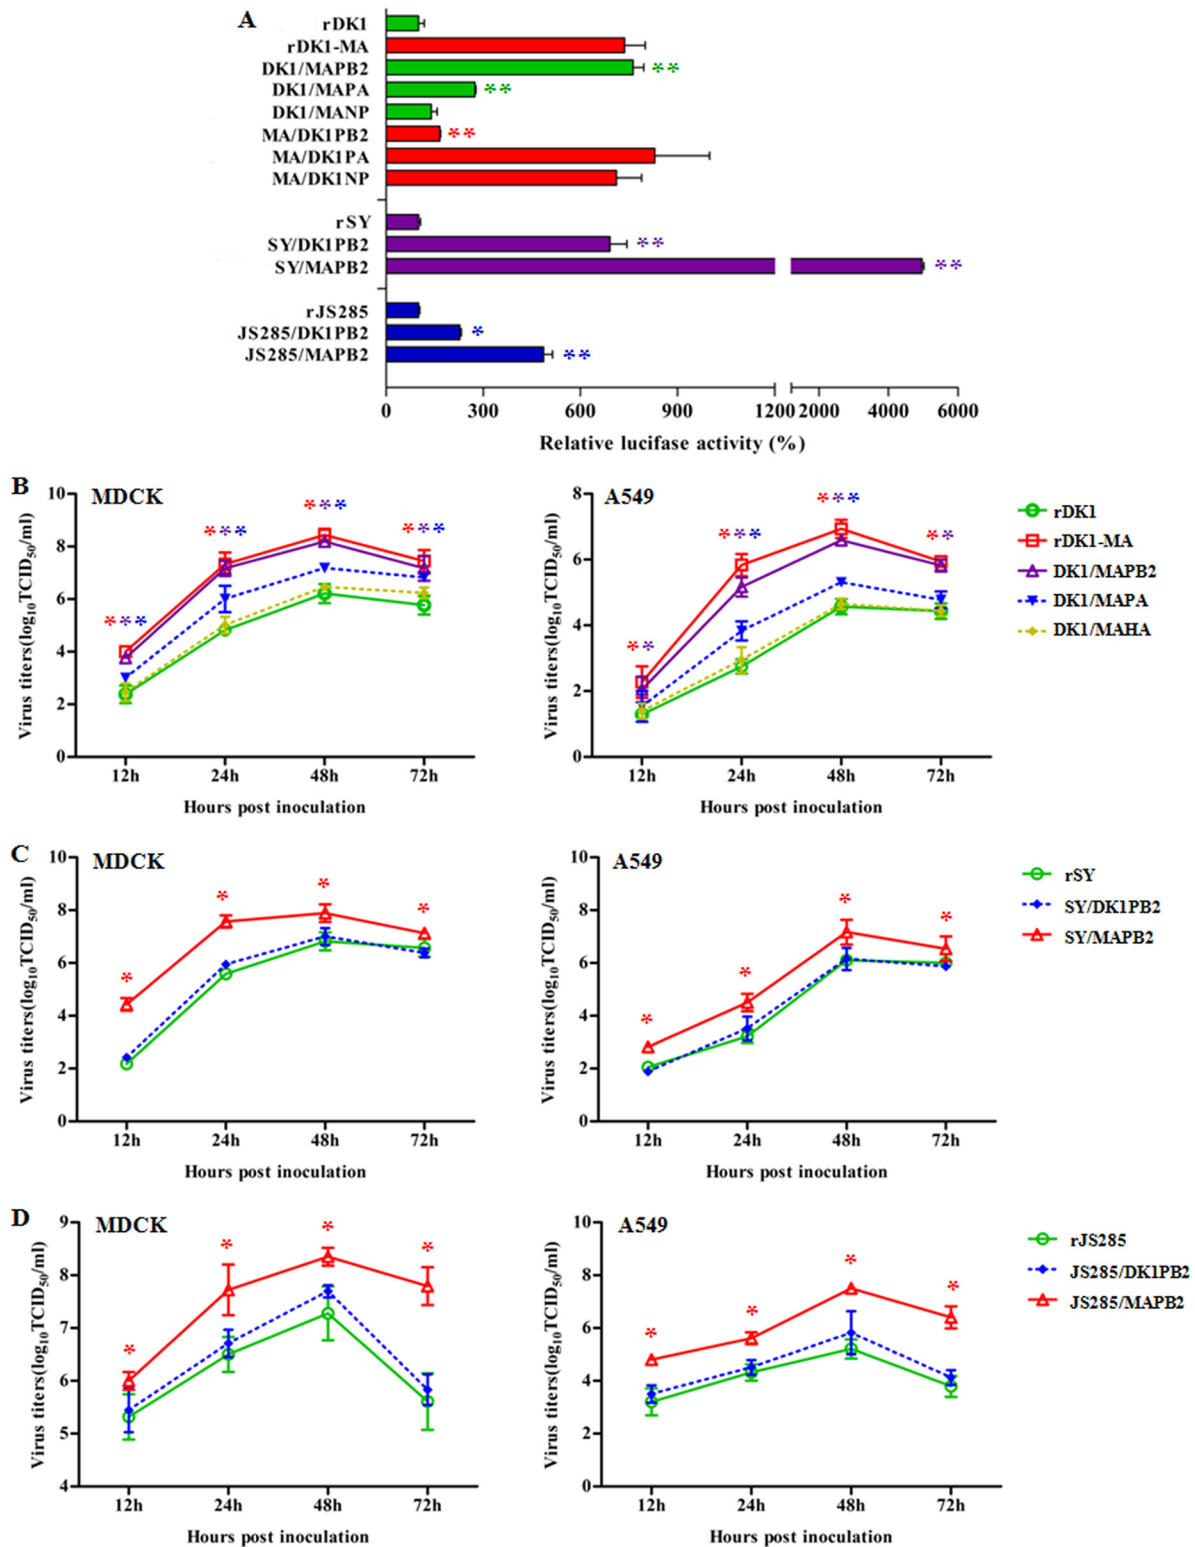 A
rDK1
rDK1-MA
DK1/MAPB2 **
DK1/MAPA **
DK1/MANP
MA/DK1PB2 **
MA/DK1PA
MA/DK1NP
rSY
SY/DK1PB2 **
SY/MAPB2 **
rJS285
JS285/DK1PB2 *
JS285/MAPB2 **
0 300 600 900 1200 2000 4000 6000
Relative lucifase activity (%)
B
MDCK
Virus titers(log10TCID50/ml)
10
8
6
4
2
0
***
***
***
***
12h 24h 48h 72h
Hours post inoculation
A549
Virus titers(log10TCID50/ml)
8
6
4
2
0
**
***
***
**
12h 24h 48h 72h
Hours post inoculation
rDK1
rDK1-MA
DK1/MAPB2
DK1/MAPA
DK1/MAHA
C
MDCK
Virus titers(log10TCID50/ml)
10
8
6
4
2
0
*
*
*
*
12h 24h 48h 72h
Hours post inoculation
A549
Virus titers(log10TCID50/ml)
10
8
6
4
2
0
*
*
*
*
12h 24h 48h 72h
Hours post inoculation
rSY
SY/DK1PB2
SY/MAPB2
D
MDCK
Virus titers(log10TCID50/ml)
9
8
7
6
5
4
*
*
*
*
12h 24h 48h 72h
Hours post inoculation
A549
Virus titers(log10TCID50/ml)
10
8
6
4
2
0
*
*
*
*
12h 24h 48h 72h
Hours post inoculation
rJS285
JS285/DK1PB2
JS285/MAPB2